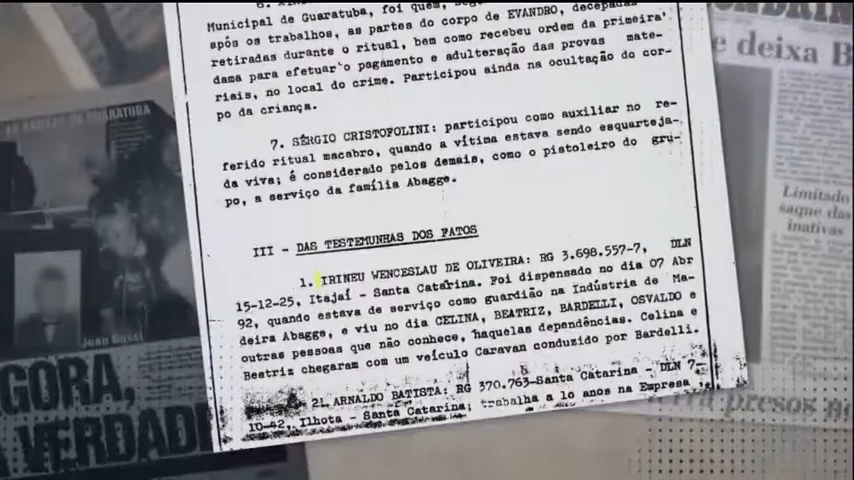 Municipal de Guaratuba, foi quem,
após os trabalhos, as partes do corpo de EVANDRO, decepadas
retiradas durante o ritual, bem como recebeu ordem da primeira
dama para efetuar o pagamento e adulteração das provas mate-
riais, no local do crime. Participou ainda na ocultação do cor-
po da criança.
7. SÉRGIO CRISTOFOLINI: participou como auxiliar no re-
ferido ritual macabro, quando a vítima estava sendo esquarteja-
da viva; é considerado pelos demais, como o pistoleiro do gru-
po, a serviço da família Abagge.
III - DAS TESTEMUNHAS DOS FATOS
1. IRINEU WENCESLAU DE OLIVEIRA: RG 3.698.557-7, DLN
15-12-25, Itajaí - Santa Catarina. Foi dispensado no dia 07 Abr
92, quando estava de serviço como guardião na Indústria de Ma-
deira Abagge, e viu no dia CELINA, BEATRIZ, BARDELLI, OSVALDO e
outras pessoas que não conhece, naquelas dependências. Celina e
Beatriz chegaram com um veículo Caravan conduzido por Bardelli.
2. ARNALDO BATISTA: RG 370.763-Santa Catarina - DLN 7-
10-42, Ilhota - Santa Catarina; trabalha a 10 anos na Empresa
DE GUARATUBA
GORA,
VERDADE
e deixa
Limitado
saque das
inativas
presos